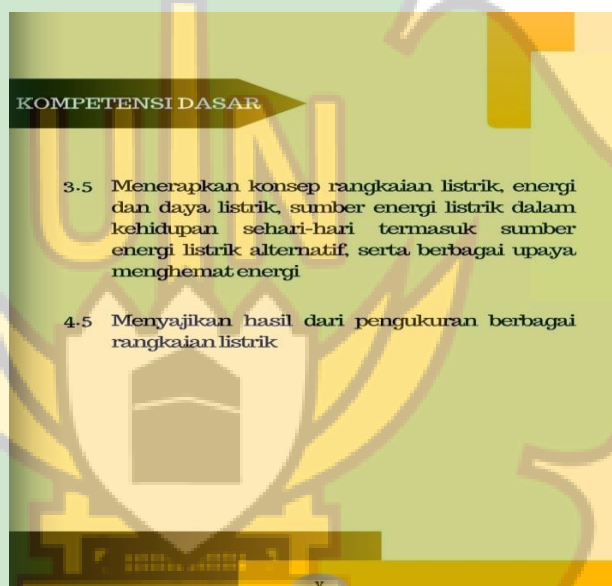 KOMPETENSI DASAR
3.5 Menerapkan konsep rangkaian listrik, energi
dan daya listrik, sumber energi listrik dalam
kehidupan sehari-hari termasuk sumber
energi listrik alternatif, serta berbagai upaya
menghemat energi
4.5 Menyajikan hasil dari pengukuran berbagai
rangkaian listrik
UIN
v